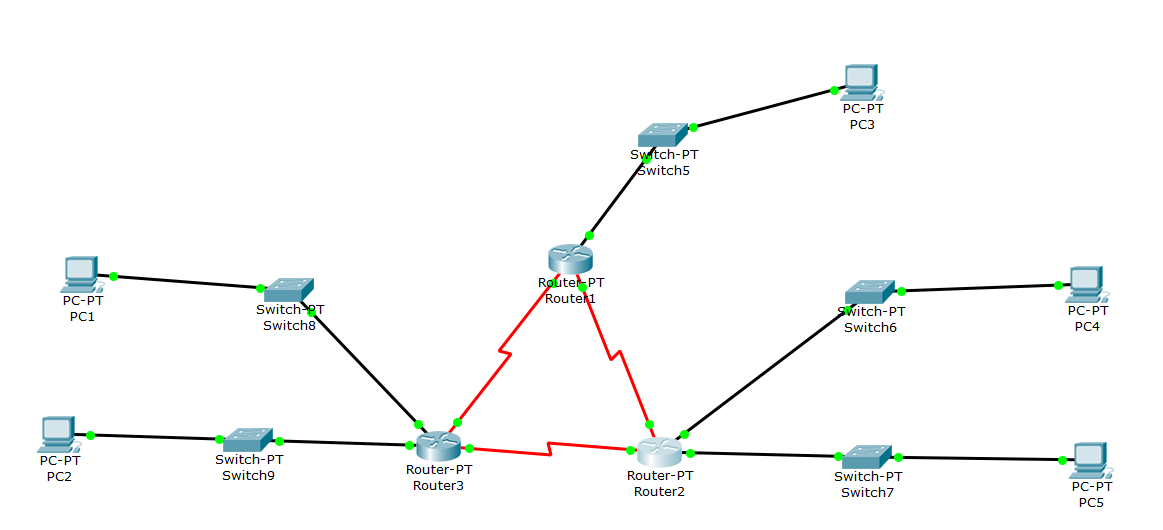 PC-PT
PC3
Switch-PT
Switch5
Router-PT
Router1
PC-PT
PC1
Switch-PT
Switch8
Switch-PT
Switch6
PC-PT
PC4
PC-PT
PC2
Switch-PT
Switch9
Router-PT
Router3
Router-PT
Router2
Switch-PT
Switch7
PC-PT
PC5